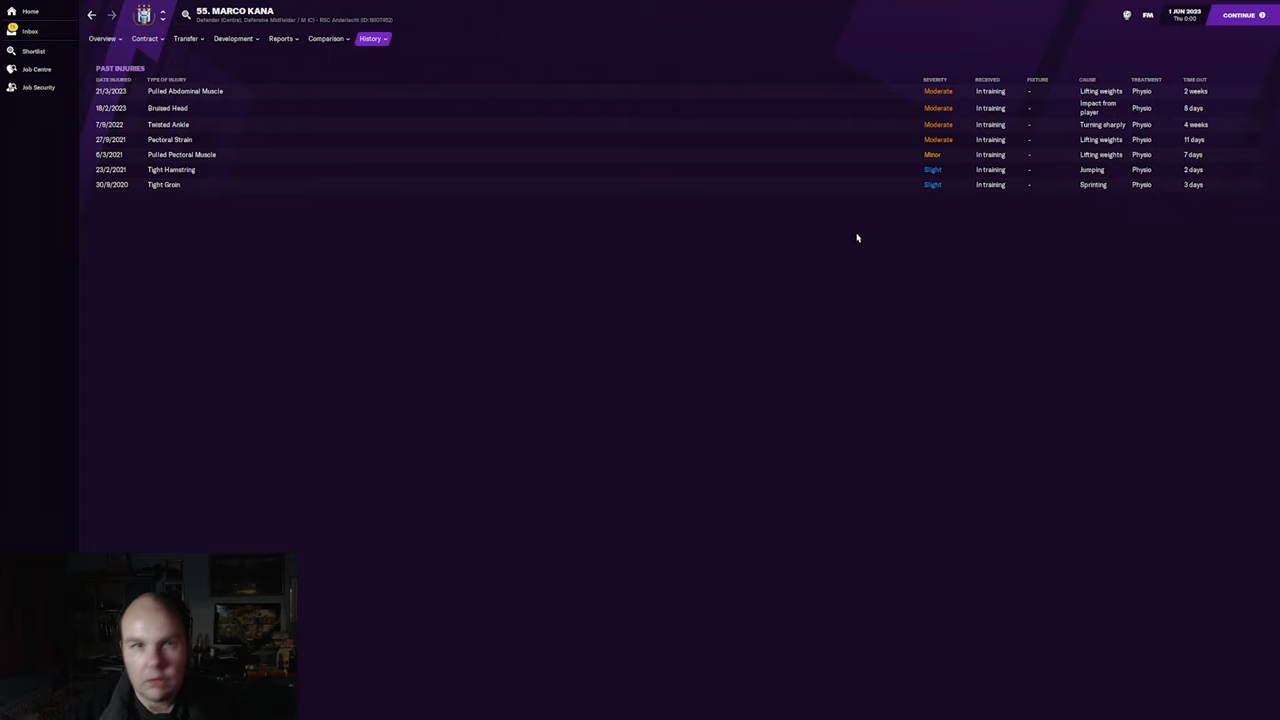 Home
Inbox
Shortlist
Job Centre
Job Security
55. MARCO KANA
Defender (Centre), Defensive Midfielder / M (C) - RSC Anderlecht (ID:18107452)
FM
1 JUN 2023
Thu 0:00
CONTINUE
Overview Contract Transfer Development Reports Comparison History
PAST INJURIES
DATE INJURED TYPE OF INJURY SEVERITY RECEIVED FIXTURE CAUSE TREATMENT TIME OUT
21/3/2023 Pulled Abdominal Muscle Moderate In training - Lifting weights Physio 2 weeks
18/2/2023 Bruised Head Moderate In training - Impact from player Physio 8 days
7/9/2022 Twisted Ankle Moderate In training - Turning sharply Physio 4 weeks
27/9/2021 Pectoral Strain Moderate In training - Lifting weights Physio 11 days
6/3/2021 Pulled Pectoral Muscle Minor In training - Lifting weights Physio 7 days
23/2/2021 Tight Hamstring Slight In training - Jumping Physio 2 days
30/9/2020 Tight Groin Slight In training - Sprinting Physio 3 days